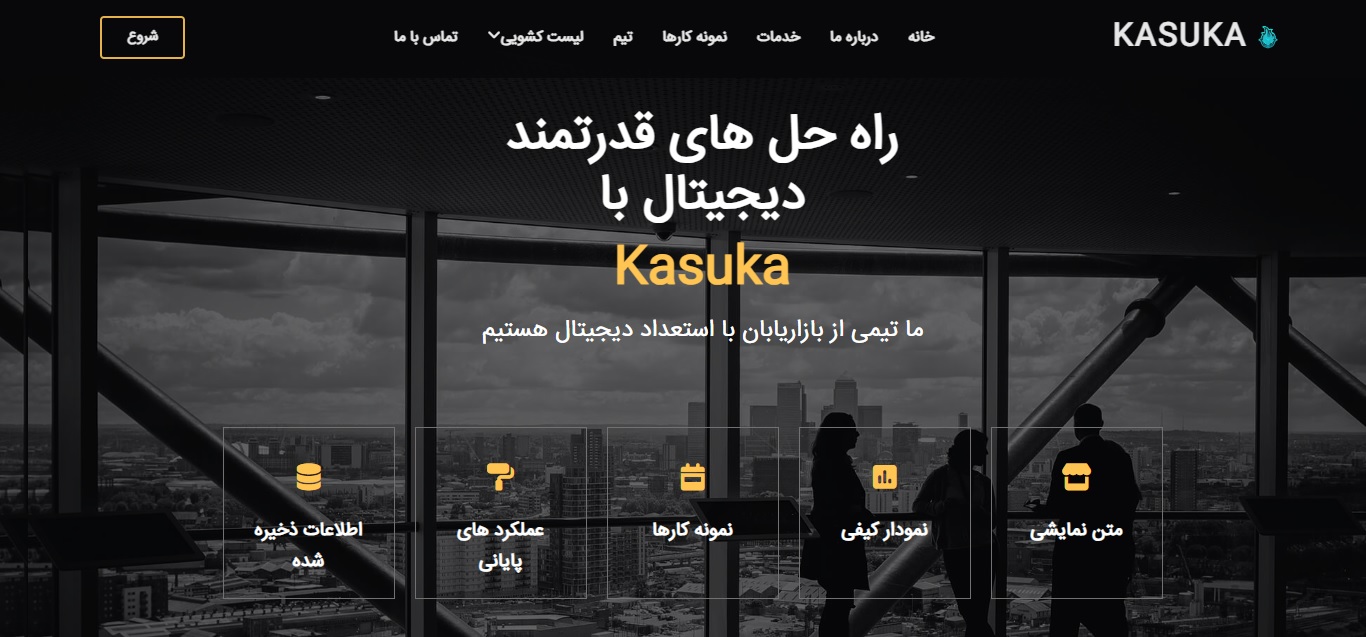 KASUKA
خانه
درباره ما
خدمات
نمونه کارها
تیم
لیست کشویی
تماس با ما
شروع
راه حل های قدرتمند
دیجیتال با
Kasuka
ما تیمی از بازاریابان با استعداد دیجیتال هستیم
متن نمایشی
نمودار کیفی
نمونه کارها
عملکرد های
پایانی
اطلاعات ذخیره
شده